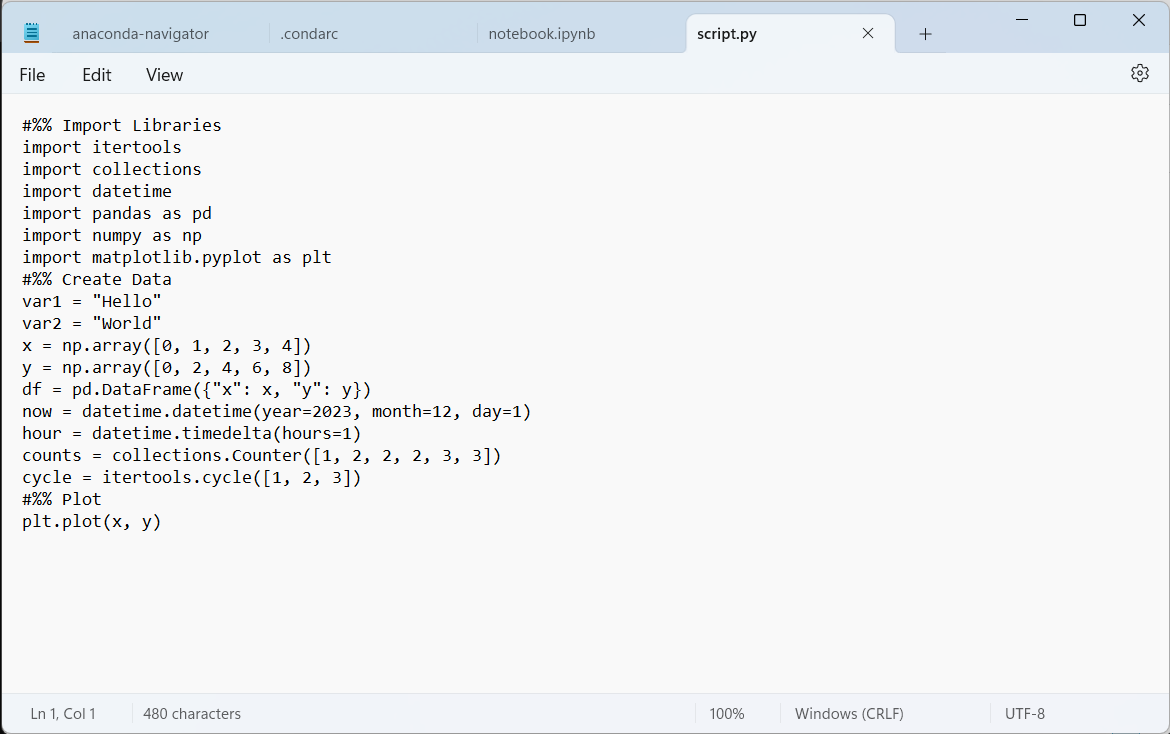 anaconda-navigator .condarc notebook.ipynb script.py
File Edit View
#%% Import Libraries
import itertools
import collections
import datetime
import pandas as pd
import numpy as np
import matplotlib.pyplot as plt
#%% Create Data
var1 = "Hello"
var2 = "World"
x = np.array([0, 1, 2, 3, 4])
y = np.array([0, 2, 4, 6, 8])
df = pd.DataFrame({"x": x, "y": y})
now = datetime.datetime(year=2023, month=12, day=1)
hour = datetime.timedelta(hours=1)
counts = collections.Counter([1, 2, 2, 2, 3, 3])
cycle = itertools.cycle([1, 2, 3])
#%% Plot
plt.plot(x, y)
Ln 1, Col 1 480 characters 100% Windows (CRLF) UTF-8